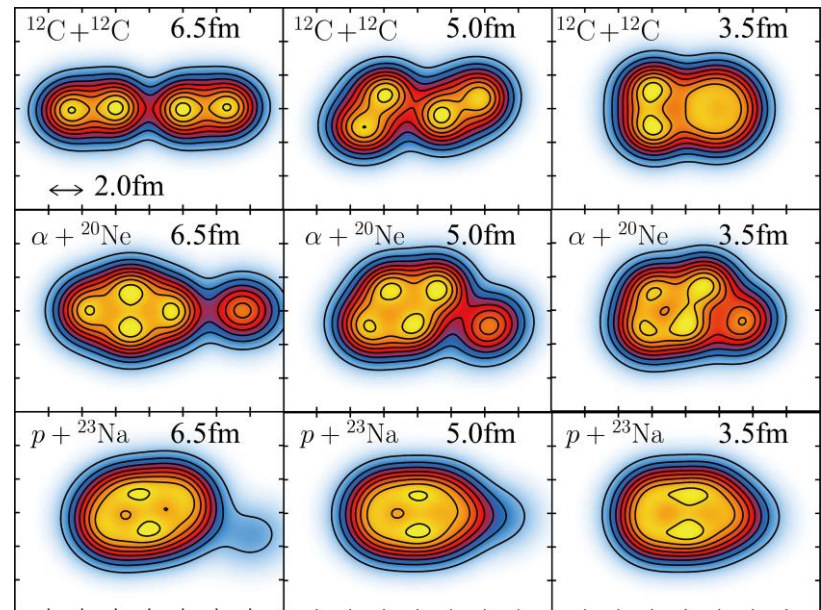 ¹²C+¹²C 6.5fm
¹²C+¹²C 5.0fm
¹²C+¹²C 3.5fm
↔ 2.0fm
α + ²⁰Ne 6.5fm
α + ²⁰Ne 5.0fm
α + ²⁰Ne 3.5fm
p + ²³Na 6.5fm
p + ²³Na 5.0fm
p + ²³Na 3.5fm